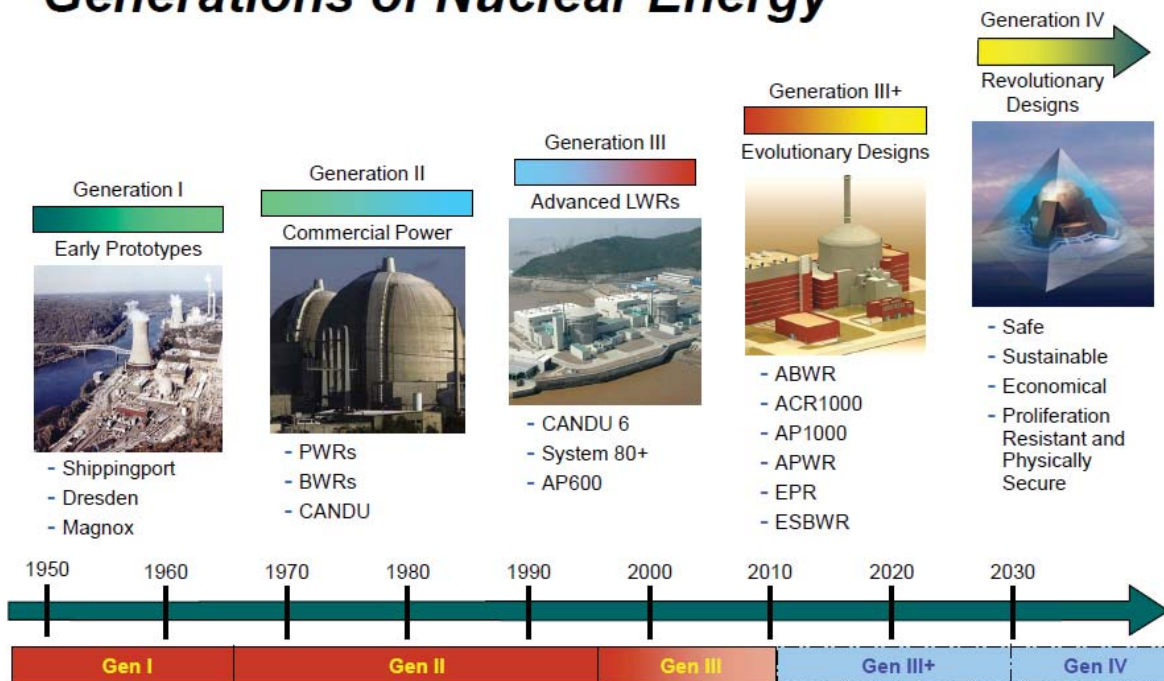 Generations of Nuclear Energy
Generation I
Early Prototypes
- Shippingport
- Dresden
- Magnox
Generation II
Commercial Power
- PWRs
- BWRs
- CANDU
Generation III
Advanced LWRs
- CANDU 6
- System 80+
- AP600
Generation III+
Evolutionary Designs
- ABWR
- ACR1000
- AP1000
- APWR
- EPR
- ESBWR
Generation IV
Revolutionary
Designs
- Safe
- Sustainable
- Economical
- Proliferation
Resistant and
Physically
Secure
1950 1960 1970 1980 1990 2000 2010 2020 2030
Gen I Gen II Gen III Gen III+ Gen IV